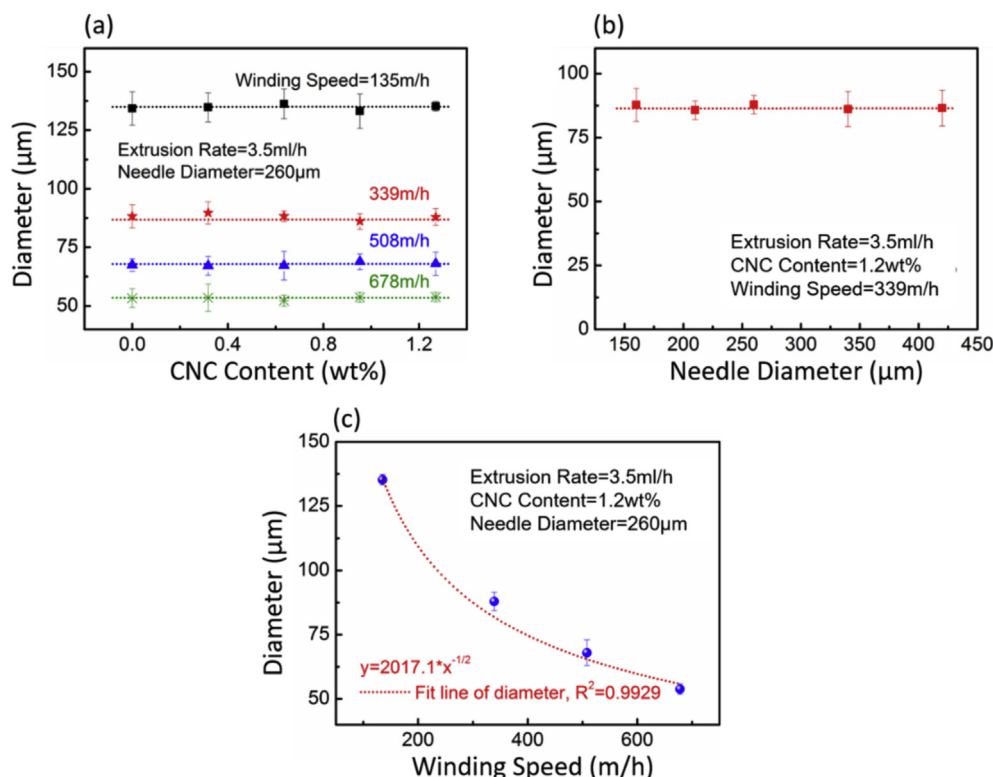 (a)
150
125
100
75
50
Diameter (µm)
Winding Speed=135m/h
Extrusion Rate=3.5ml/h
Needle Diameter=260µm
339m/h
508m/h
678m/h
0.0 0.4 0.8 1.2
CNC Content (wt%)
(b)
100
75
50
25
0
Diameter (µm)
Extrusion Rate=3.5ml/h
CNC Content=1.2wt%
Winding Speed=339m/h
150 200 250 300 350 400 450
Needle Diameter (µm)
(c)
150
125
100
75
50
Diameter (µm)
Extrusion Rate=3.5ml/h
CNC Content=1.2wt%
Needle Diameter=260µm
y=2017.1*x^-1/2
Fit line of diameter, R²=0.9929
200 400 600
Winding Speed (m/h)